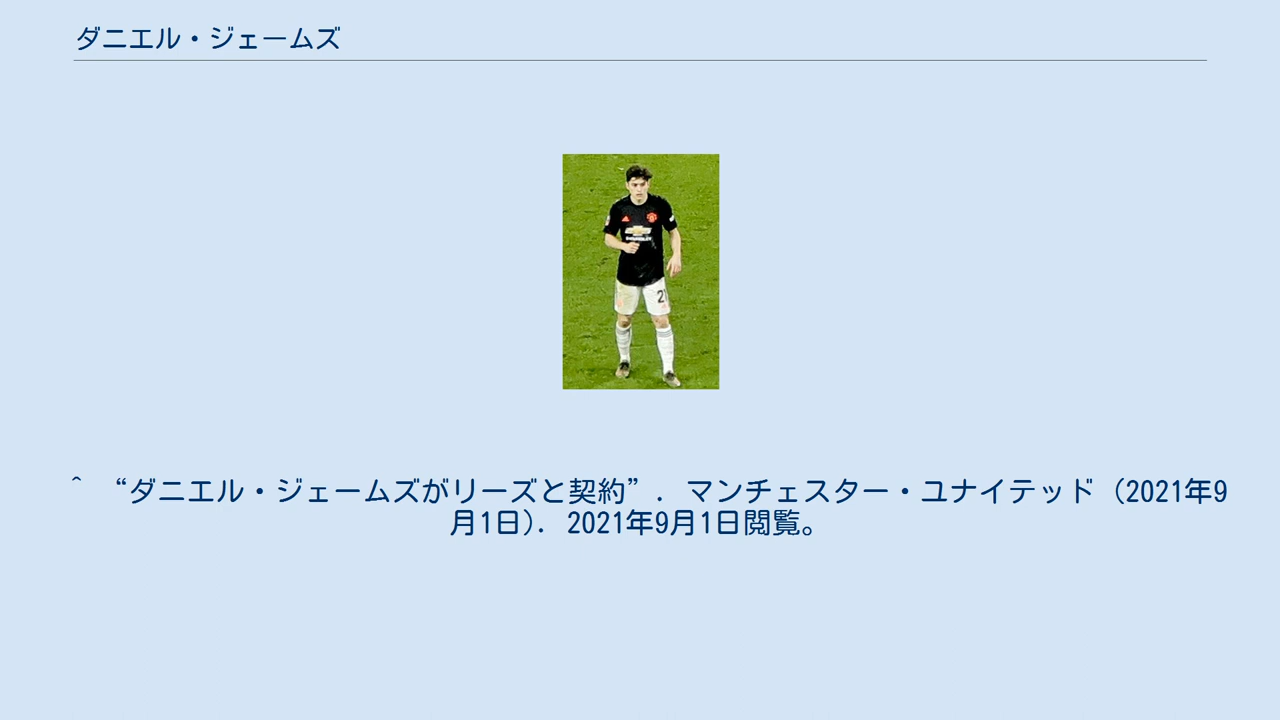 ダニエル・ジェームズ
CHEVROLET
21
^ “ダニエル・ジェームズがリーズと契約”. マンチェスター・ユナイテッド (2021年9
月1日). 2021年9月1日閲覧。